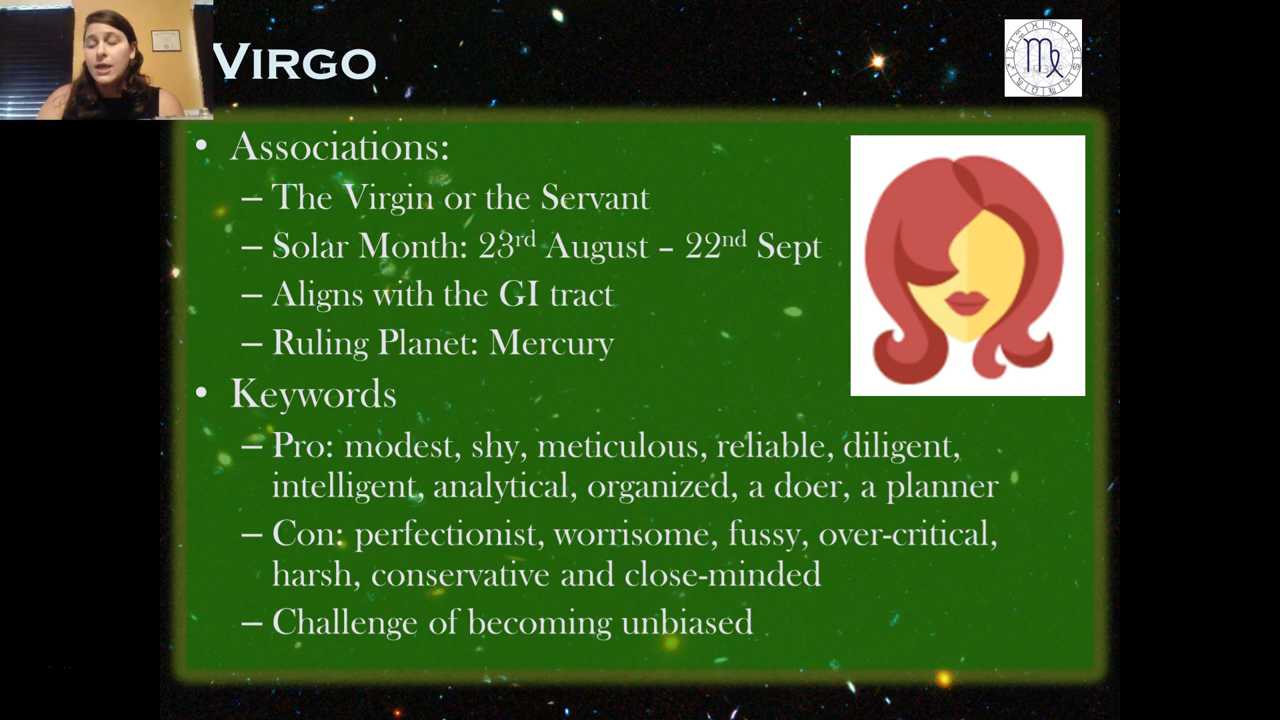 VIRGO
• Associations:
– The Virgin or the Servant
– Solar Month: 23rd August – 22nd Sept
– Aligns with the GI tract
– Ruling Planet: Mercury
• Keywords
– Pro: modest, shy, meticulous, reliable, diligent,
intelligent, analytical, organized, a doer, a planner
– Con: perfectionist, worrisome, fussy, over-critical,
harsh, conservative and close-minded
– Challenge of becoming unbiased